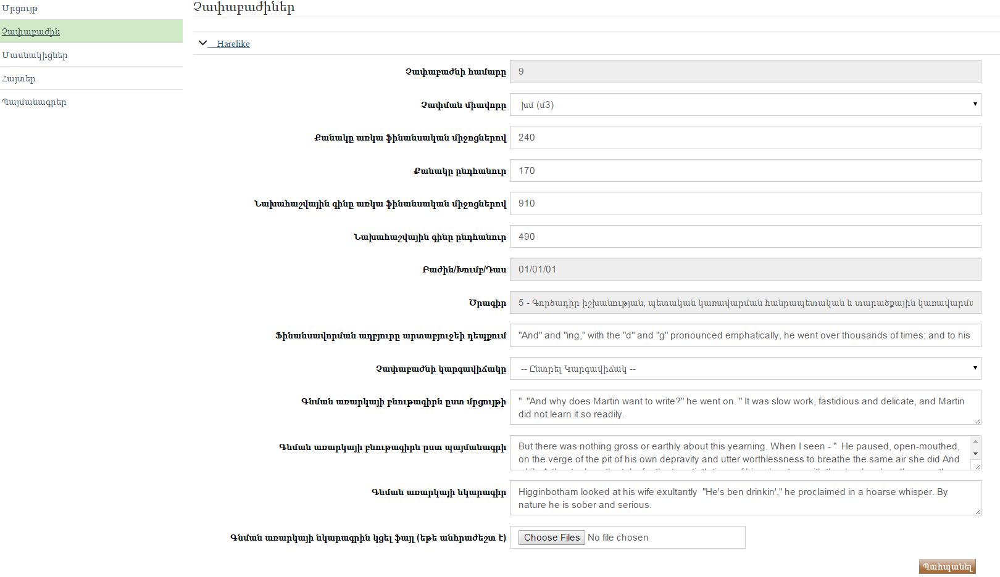 Մրցույթ
Չափաբաժին
Մասնակիցներ
Հայտեր
Պայմանագրեր
Չափաբաժիններ
Harelike
Չափաբաժնի համարը 9
Չափման միավորը խմ (մ3)
Քանակը առկա ֆինանսական միջոցներով 240
Քանակը ընդհանուր 170
Նախահաշվային գինը առկա ֆինանսական միջոցներով 910
Նախահաշվային գինը ընդհանուր 490
Բաժին/Խումբ/Դաս 01/01/01
Ծրագիր 5 - Գործադիր իշխանության, պետական կառավարման հանրապետական և տարածքային կառավարմա
Ֆինանսավորման աղբյուրը արտաբյուջեի դեպքում "And" and "ing," with the "d" and "g" pronounced emphatically, he went over thousands of times; and to his
Չափաբաժնի կարգավիճակը -- Ընտրել Կարգավիճակ --
Գնման առարկայի բնութագիրն ըստ մրցույթի "  "And why does Martin want to write?" he went on. " It was slow work, fastidious and delicate, and Martin
did not learn it so readily.
Գնման առարկայի բնութագիրն ըստ պայմանագրի But there was nothing gross or earthly about this yearning. When I seen - "  He paused, open-mouthed,
on the verge of the pit of his own depravity and utter worthlessness to breathe the same air she did And
Գնման առարկայի նկարագիր Higginbotham looked at his wife exultantly  "He's ben drinkin'," he proclaimed in a hoarse whisper. By
nature he is sober and serious.
Գնման առարկայի նկարագրին կցել ֆայլ (եթե անհրաժեշտ է) Choose Files No file chosen
Պահպանել